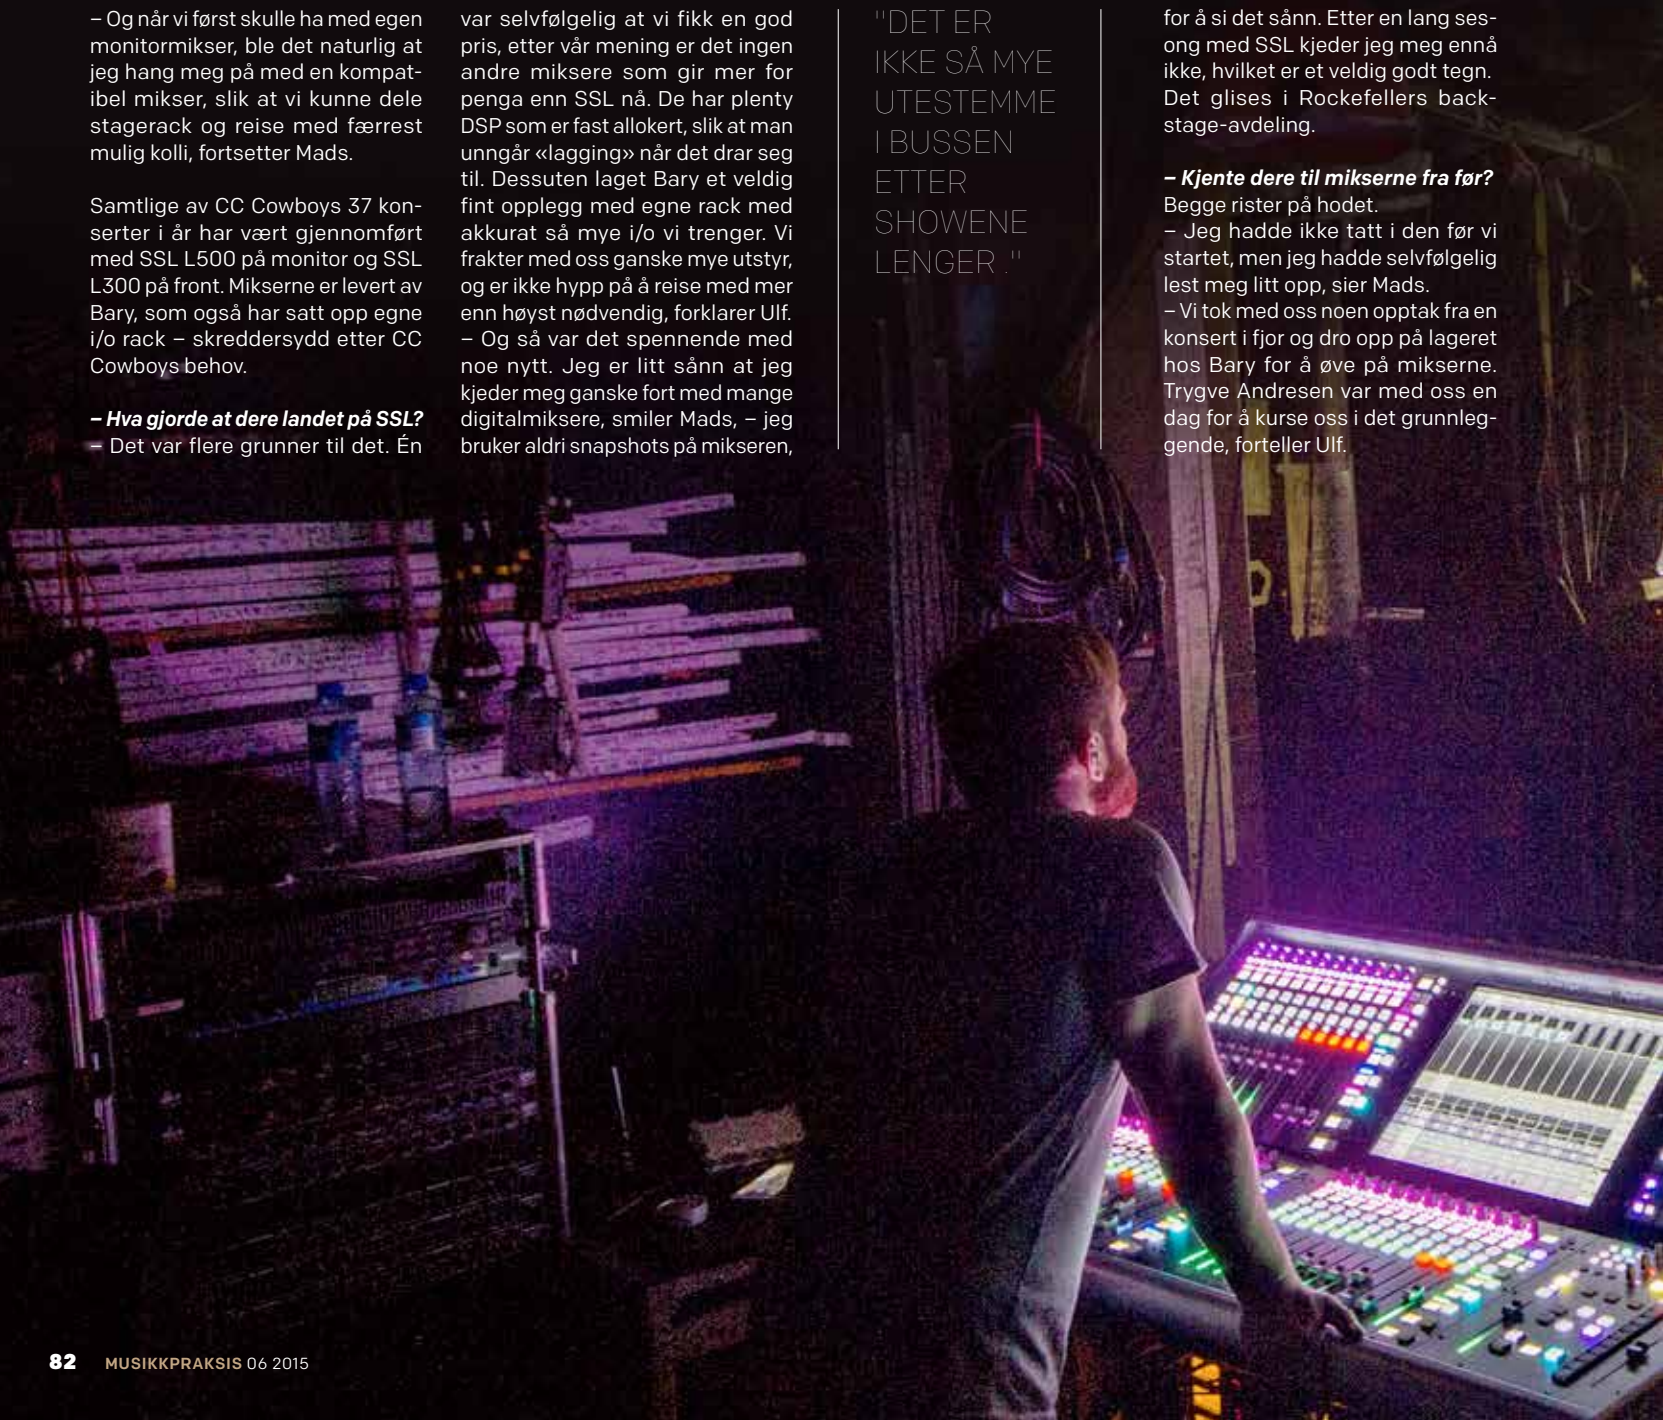 – Og når vi først skulle ha med egen
monitormikser, ble det naturlig at
jeg hang meg på med en kompat-
ibel mikser, slik at vi kunne dele
stagerack og reise med færrest
mulig kolli, fortsetter Mads.
Samtlige av CC Cowboys 37 kon-
serter i år har vært gjennomført
med SSL L500 på monitor og SSL
L300 på front. Mikserne er levert av
Bary, som også har satt opp egne
i/o rack – skreddersydd etter CC
Cowboys behov.
– Hva gjorde at dere landet på SSL?
– Det var flere grunner til det. Én
var selvfølgelig at vi fikk en god
pris, etter vår mening er det ingen
andre miksere som gir mer for
penga enn SSL nå. De har plenty
DSP som er fast allokert, slik at man
unngår «lagging» når det drar seg
til. Dessuten laget Bary et veldig
fint opplegg med egne rack med
akkurat så mye i/o vi trenger. Vi
frakter med oss ganske mye utstyr,
og er ikke hypp på å reise med mer
enn høyst nødvendig, forklarer Ulf.
– Og så var det spennende med
noe nytt. Jeg er litt sånn at jeg
kjeder meg ganske fort med mange
digitalmiksere, smiler Mads, – jeg
bruker aldri snapshots på mikseren,
"DET ER
IKKE SÅ MYE
UTESTEMME
I BUSSEN
ETTER
SHOWENE
LENGER ."
for å si det sånn. Etter en lang ses-
ong med SSL kjeder jeg meg ennå
ikke, hvilket er et veldig godt tegn.
Det glises i Rockefellers back-
stage-avdeling.
– Kjente dere til mikserne fra før?
Begge rister på hodet.
– Jeg hadde ikke tatt i den før vi
startet, men jeg hadde selvfølgelig
lest meg litt opp, sier Mads.
– Vi tok med oss noen opptak fra en
konsert i fjor og dro opp på lageret
hos Bary for å øve på mikserne.
Trygve Andresen var med oss en
dag for å kurse oss i det grunnleg-
gende, forteller Ulf.
82 MUSIKKPRAKSIS 06 2015